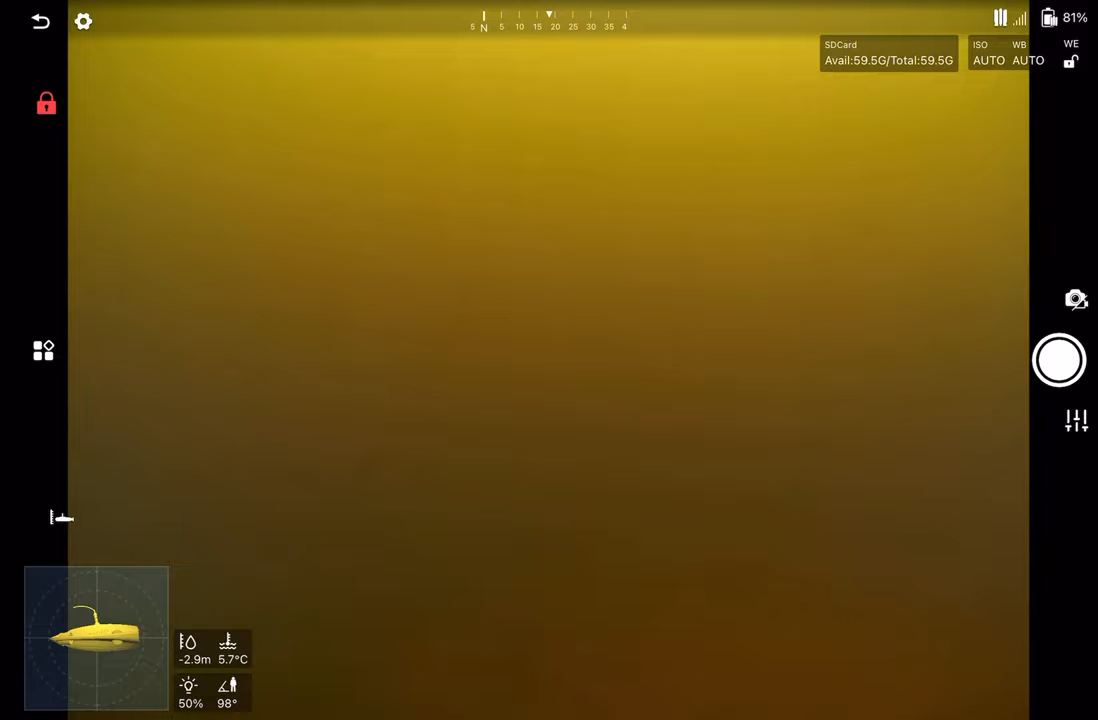 81%
5 N 5 10 15 20 25 30 35 4
SDCard
Avail:59.5G/Total:59.5G
ISO WB
AUTO AUTO
WE
-2.9m 5.7°C
50% 98°